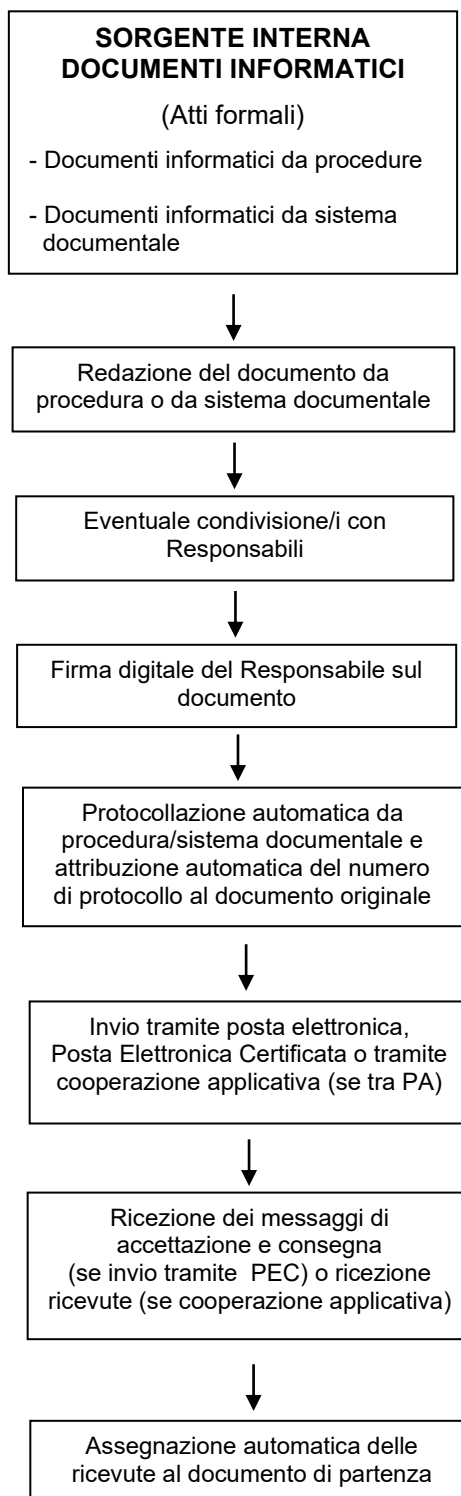 SORGENTE INTERNA
DOCUMENTI INFORMATICI
(Atti formali)
- Documenti informatici da procedure
- Documenti informatici da sistema
documentale
Redazione del documento da
procedura o da sistema documentale
Eventuale condivisione/i con
Responsabili
Firma digitale del Responsabile sul
documento
Protocollazione automatica da
procedura/sistema documentale e
attribuzione automatica del numero
di protocollo al documento originale
Invio tramite posta elettronica,
Posta Elettronica Certificata o tramite
cooperazione applicativa (se tra PA)
Ricezione dei messaggi di
accettazione e consegna
(se invio tramite PEC) o ricezione
ricevute (se cooperazione applicativa)
Assegnazione automatica delle
ricevute al documento di partenza